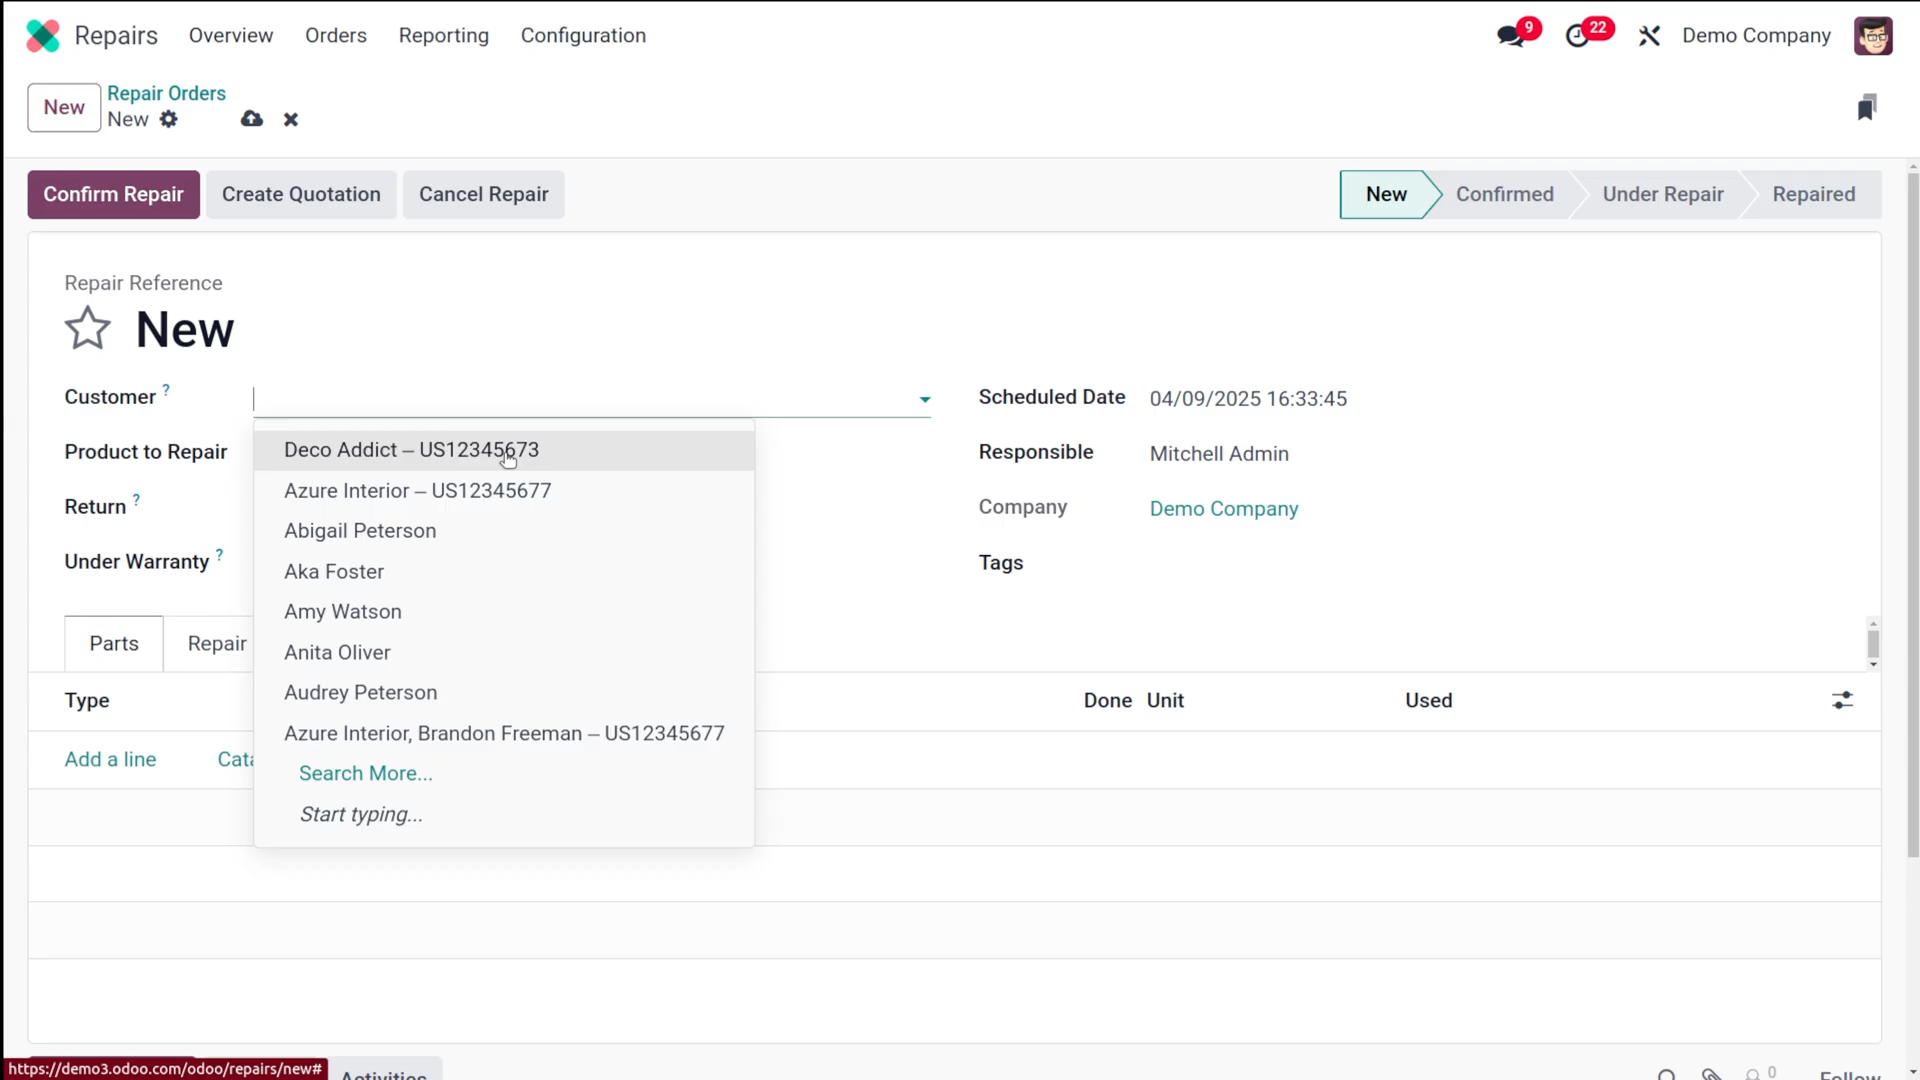 Repairs Overview Orders Reporting Configuration 9 22 Demo Company
New Repair Orders
New
Confirm Repair Create Quotation Cancel Repair New Confirmed Under Repair Repaired
Repair Reference
New
Customer ? Scheduled Date 04/09/2025 16:33:45
Deco Addict – US12345673
Product to Repair Responsible Mitchell Admin
Azure Interior – US12345677
Return ? Company Demo Company
Abigail Peterson
Under Warranty ? Tags
Aka Foster
Amy Watson
Parts Repair
Anita Oliver
Audrey Peterson
Type Done Unit Used
Azure Interior, Brandon Freeman – US12345677
Add a line Cata
Search More...
Start typing...
https://demo3.odoo.com/odoo/repairs/new# Activities 0 Follow